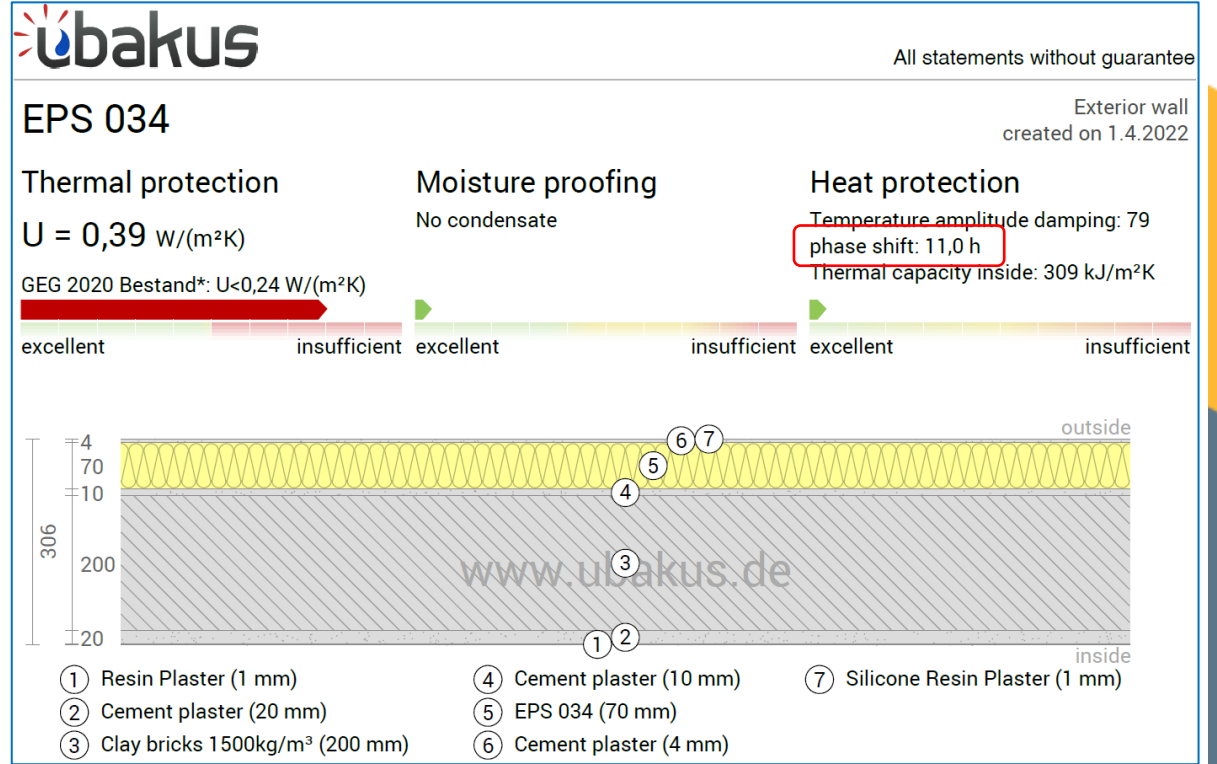 ubakus
All statements without guarantee
EPS 034
Exterior wall
created on 1.4.2022
Thermal protection
U = 0,39 W/(m²K)
GEG 2020 Bestand*: U<0,24 W/(m²K)
excellent insufficient
Moisture proofing
No condensate
excellent insufficient
Heat protection
Temperature amplitude damping: 79
phase shift: 11,0 h
Thermal capacity inside: 309 kJ/m²K
excellent insufficient
outside
306
4
70
10
200
20
7
6
5
4
3
2
1
www.ubakus.de
inside
1 Resin Plaster (1 mm)
2 Cement plaster (20 mm)
3 Clay bricks 1500kg/m³ (200 mm)
4 Cement plaster (10 mm)
5 EPS 034 (70 mm)
6 Cement plaster (4 mm)
7 Silicone Resin Plaster (1 mm)